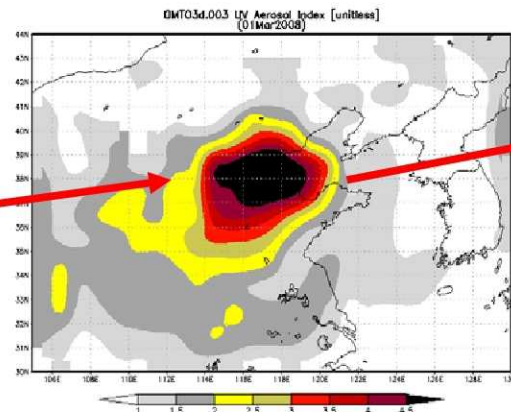 OMTO3d.003 UV Aerosol Index [unitless]
(01Mar2008)
44N
43N
42N
41N
40N
39N
38N
37N
36N
35N
34N
33N
32N
31N
30N
106E 108E 110E 112E 114E 116E 118E 120E 122E 124E 126E 128E
1 1.5 2 2.5 3 3.5 4 4.5